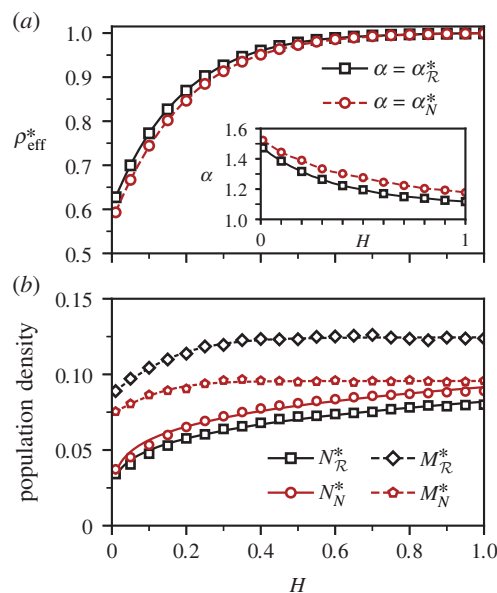 (a)
1.0
0.9
0.8
0.7
0.6
0.5
ρ*eff
α = α*ℛ
α = α*N
1.6
1.4
1.2
1.0
α
0
H
1
(b)
0.15
0.10
0.05
0
population density
N*ℛ
M*ℛ
N*N
M*N
0
0.2
0.4
0.6
0.8
1.0
H